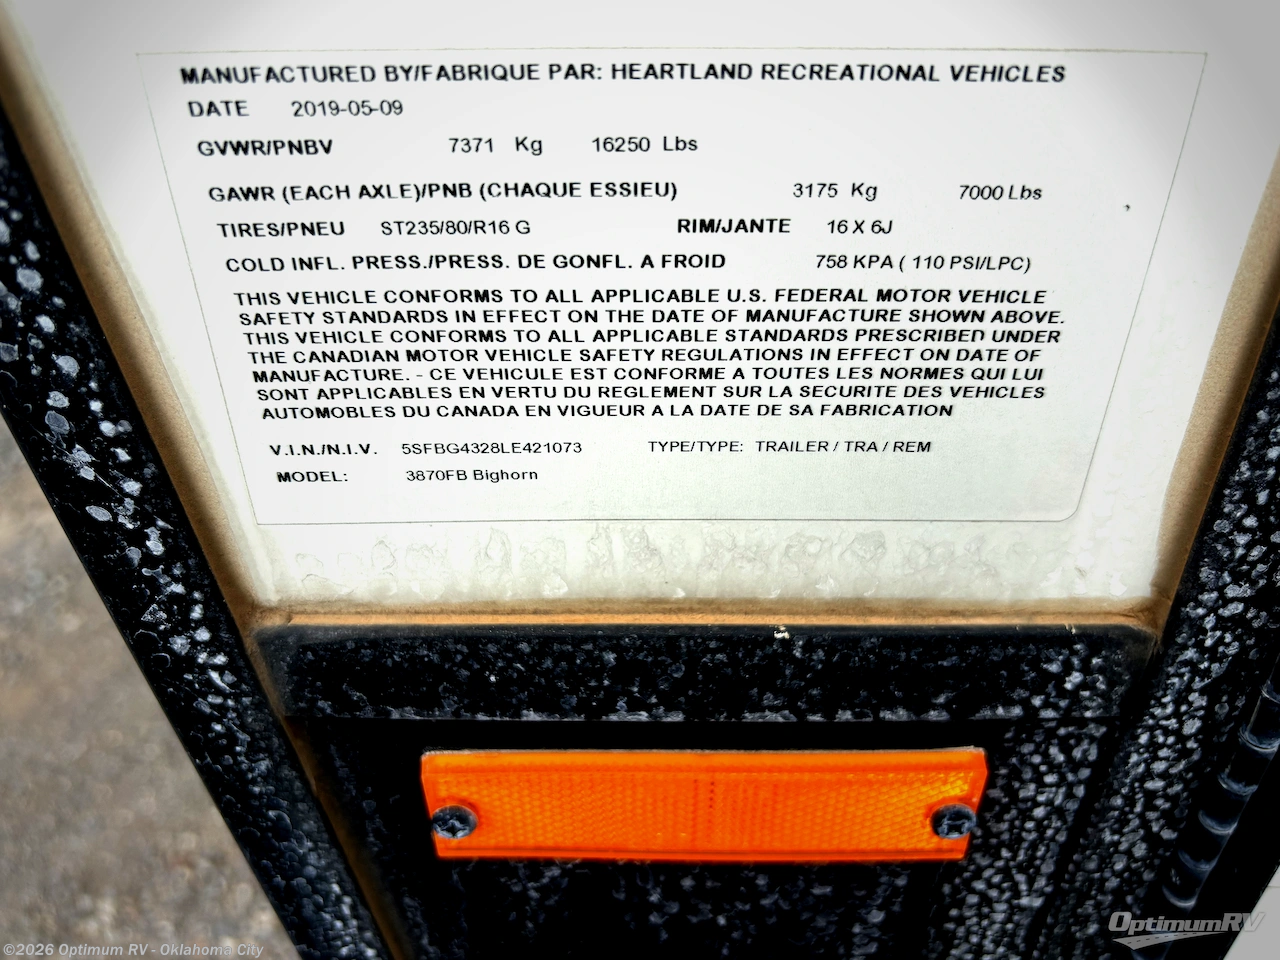 MANUFACTURED BY/FABRIQUE PAR: HEARTLAND RECREATIONAL VEHICLES
DATE 2019-05-09
GVWR/PNBV 7371 Kg 16250 Lbs
GAWR (EACH AXLE)/PNB (CHAQUE ESSIEU) 3175 Kg 7000 Lbs
TIRES/PNEU ST235/80/R16 G RIM/JANTE 16 X 6J
COLD INFL. PRESS./PRESS. DE GONFL. A FROID 758 KPA ( 110 PSI/LPC)
THIS VEHICLE CONFORMS TO ALL APPLICABLE U.S. FEDERAL MOTOR VEHICLE
SAFETY STANDARDS IN EFFECT ON THE DATE OF MANUFACTURE SHOWN ABOVE.
THIS VEHICLE CONFORMS TO ALL APPLICABLE STANDARDS PRESCRIBED UNDER
THE CANADIAN MOTOR VEHICLE SAFETY REGULATIONS IN EFFECT ON DATE OF
MANUFACTURE. - CE VEHICULE EST CONFORME A TOUTES LES NORMES QUI LUI
SONT APPLICABLES EN VERTU DU REGLEMENT SUR LA SECURITE DES VEHICLES
AUTOMOBLES DU CANADA EN VIGUEUR A LA DATE DE SA FABRICATION
V.I.N./N.I.V. 5SFBG4328LE421073 TYPE/TYPE: TRAILER / TRA / REM
MODEL: 3870FB Bighorn
OptimumRV
©2026 Optimum RV - Oklahoma City